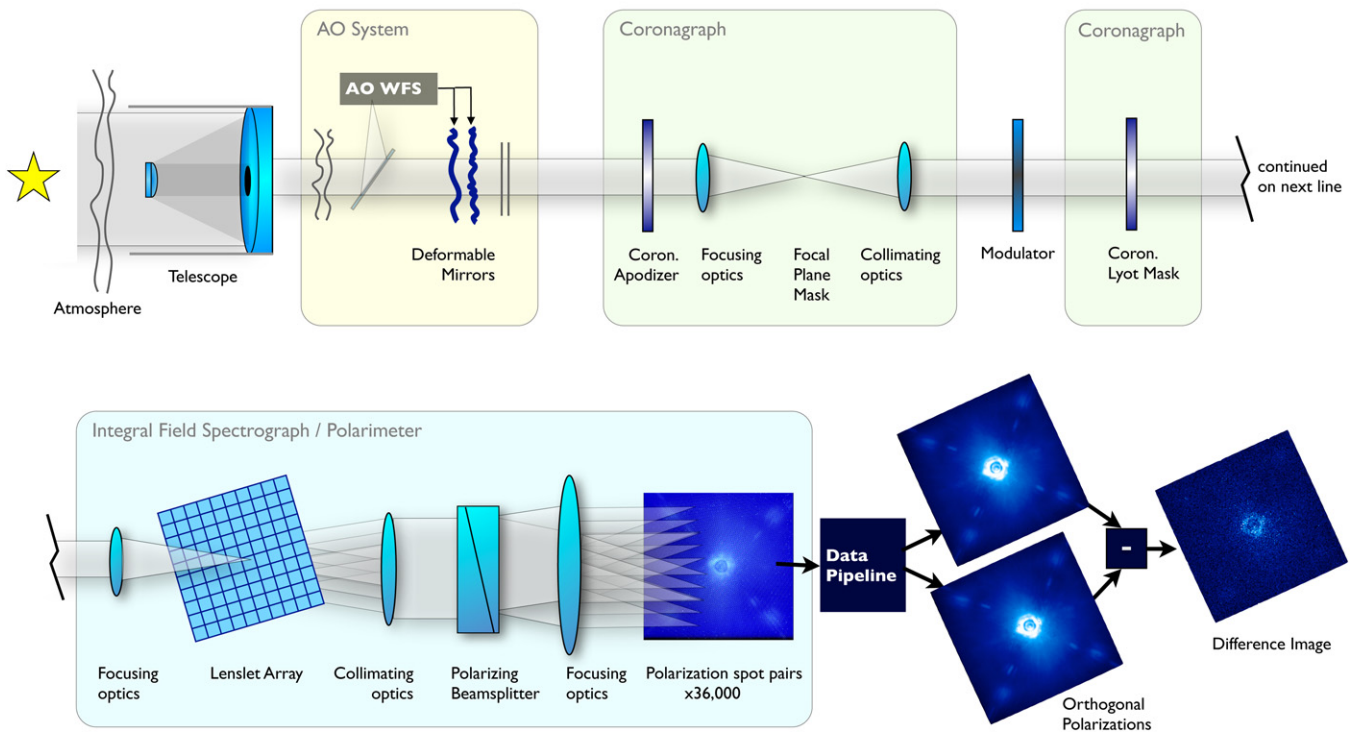 AO System
Coronagraph
Coronagraph
AO WFS
continued
on next line
Deformable
Mirrors
Telescope
Atmosphere
Coron.
Apodizer
Focusing
optics
Focal
Plane
Mask
Collimating
optics
Modulator
Coron.
Lyot Mask
Integral Field Spectrograph / Polarimeter
Data
Pipeline
-
Focusing
optics
Lenslet Array
Collimating
optics
Polarizing
Beamsplitter
Focusing
optics
Polarization spot pairs
x36,000
Orthogonal
Polarizations
Difference Image